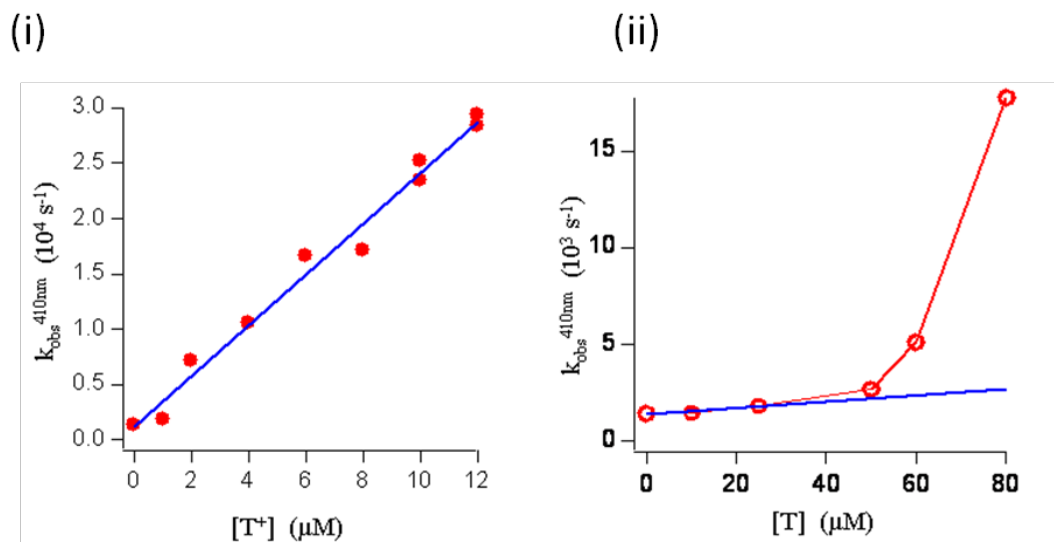 (i)
(ii)
3.0
2.5
2.0
1.5
1.0
0.5
0.0
k_obs^410nm (10^4 s^-1)
0 2 4 6 8 10 12
[T^+] (μM)
15
10
5
0
k_obs^410nm (10^3 s^-1)
0 20 40 60 80
[T] (μM)